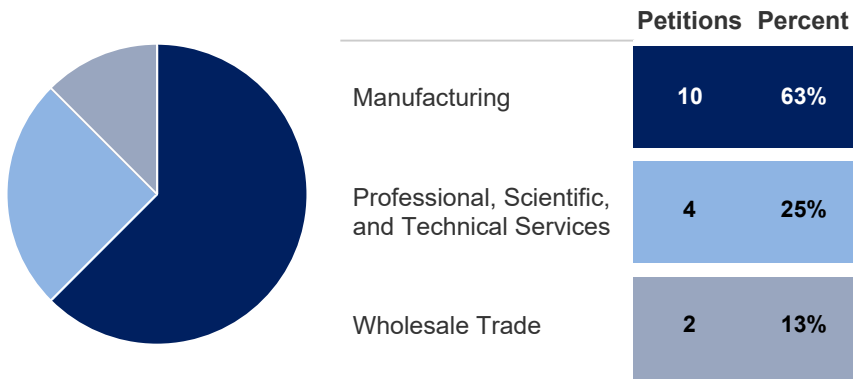 Petitions Percent
Manufacturing 10 63%
Professional, Scientific,
and Technical Services 4 25%
Wholesale Trade 2 13%